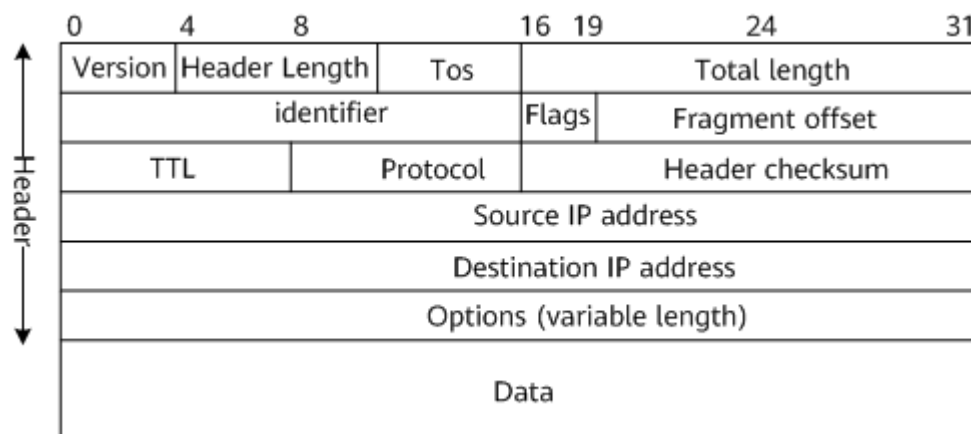 0 4 8 16 19 24 31
Version Header Length Tos Total length
identifier Flags Fragment offset
TTL Protocol Header checksum
Source IP address
Destination IP address
Options (variable length)
Data
Header